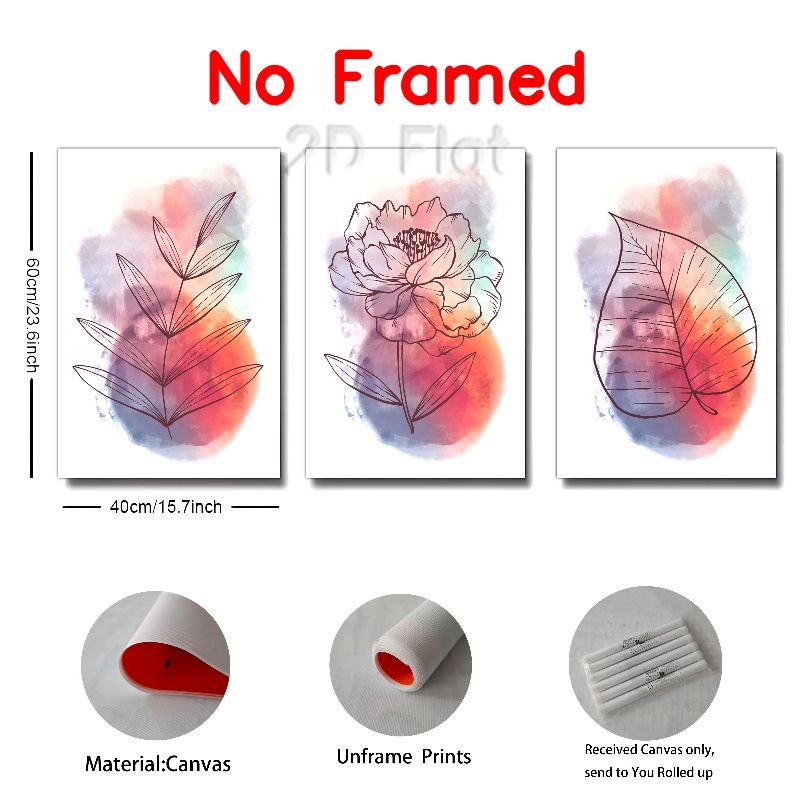 No Framed
2D Flat
60cm/23.6inch
40cm/15.7inch
Material:Canvas
Unframe Prints
Received Canvas only,
send to You Rolled up